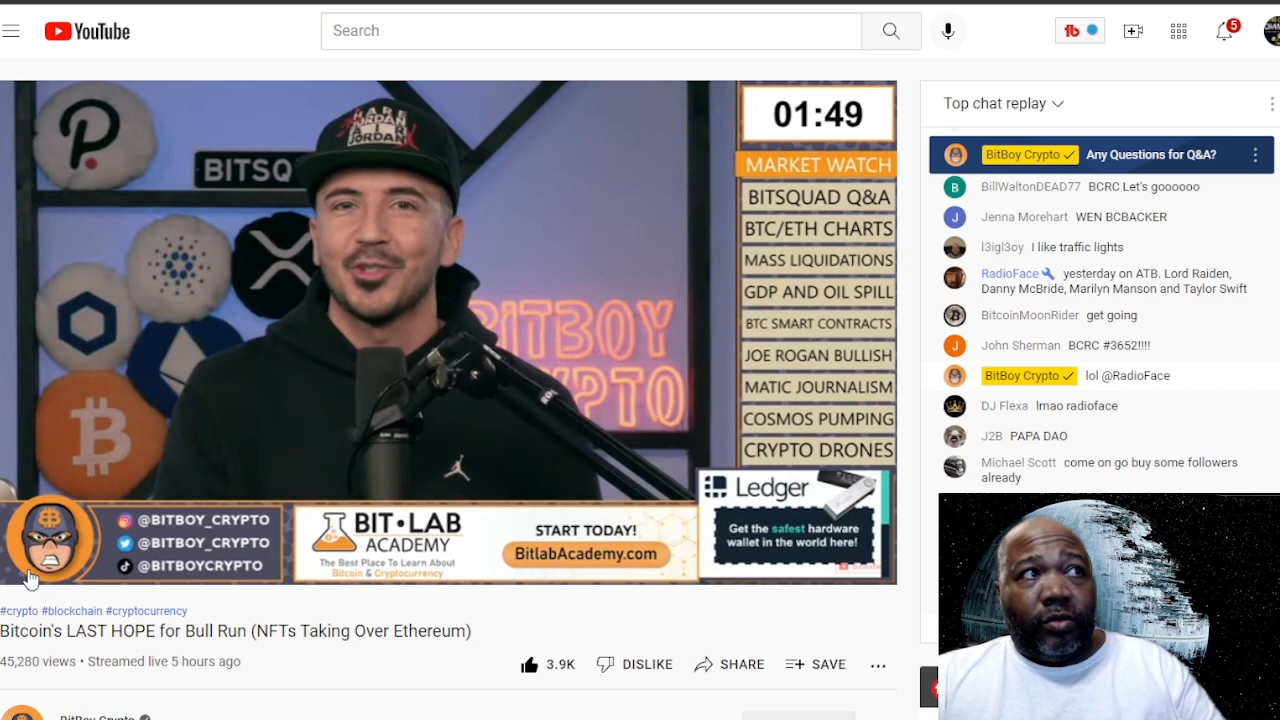 YouTube
Search
5
BITSQ
BITBOY
CRYPTO
01:49
MARKET WATCH
BITSQUAD Q&A
BTC/ETH CHARTS
MASS LIQUIDATIONS
GDP AND OIL SPILL
BTC SMART CONTRACTS
JOE ROGAN BULLISH
MATIC JOURNALISM
COSMOS PUMPING
CRYPTO DRONES
@BITBOY_CRYPTO
@BITBOY_CRYPTO
@BITBOYCRYPTO
BIT•LAB
ACADEMY
The Best Place To Learn About
Bitcoin & Cryptocurrency
START TODAY!
BitlabAcademy.com
Ledger
Get the safest hardware
wallet in the world here!
#crypto #blockchain #cryptocurrency
Bitcoin's LAST HOPE for Bull Run (NFTs Taking Over Ethereum)
45,280 views • Streamed live 5 hours ago
3.9K DISLIKE SHARE SAVE
BitBoy Crypto
Top chat replay
BitBoy Crypto Any Questions for Q&A?
B BillWaltonDEAD77 BCRC Let's goooooo
J Jenna Morehart WEN BCBACKER
l3igl3oy I like traffic lights
RadioFace yesterday on ATB. Lord Raiden,
Danny McBride, Marilyn Manson and Taylor Swift
BitcoinMoonRider get going
J John Sherman BCRC #3652!!!!
BitBoy Crypto lol @RadioFace
DJ Flexa lmao radioface
J2B PAPA DAO
Michael Scott come on go buy some followers
already